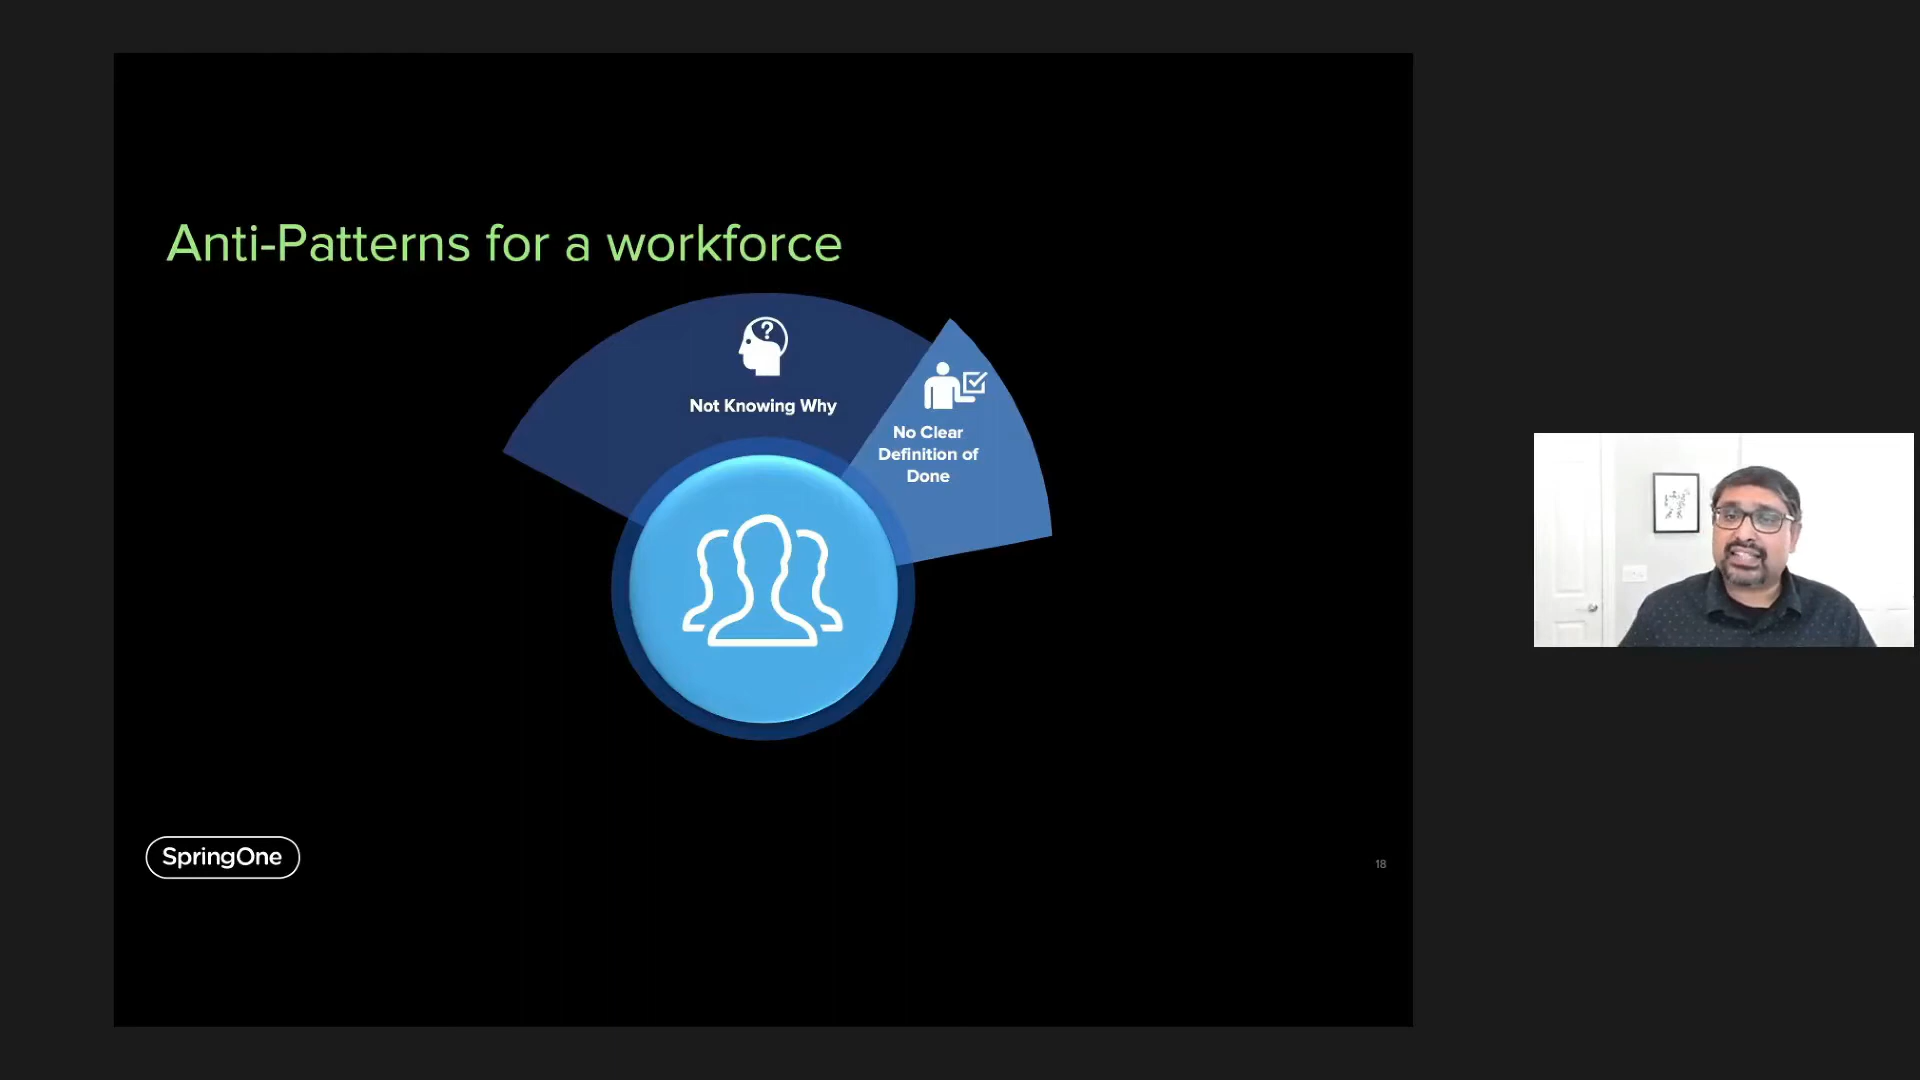 Anti-Patterns for a workforce
?
Not Knowing Why
No Clear
Definition of
Done
SpringOne
18